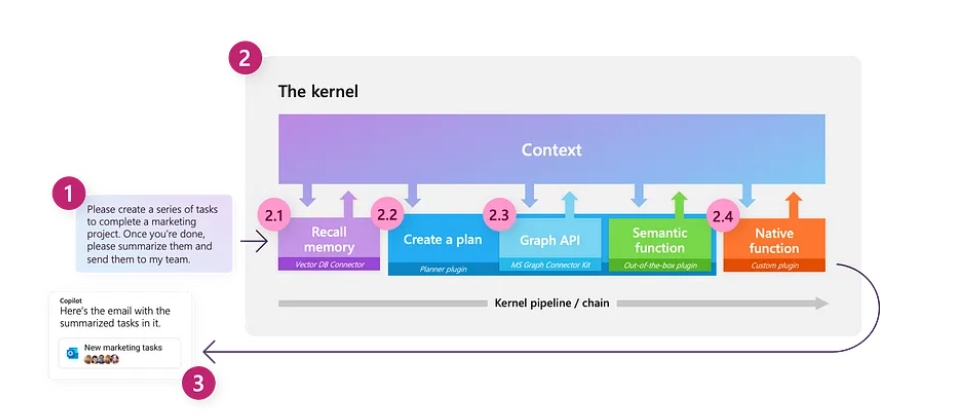 2
The kernel
Context
1
Please create a series of tasks
to complete a marketing
project. Once you're done,
please summarize them and
send them to my team.
2.1
Recall
memory
Vector DB Connector
2.2
Create a plan
Planner plugin
2.3
Graph API
MS Graph Connector Kit
Semantic
function
Out-of-the-box plugin
2.4
Native
function
Custom plugin
Kernel pipeline / chain
Copilot
Here's the email with the
summarized tasks in it.
New marketing tasks
3